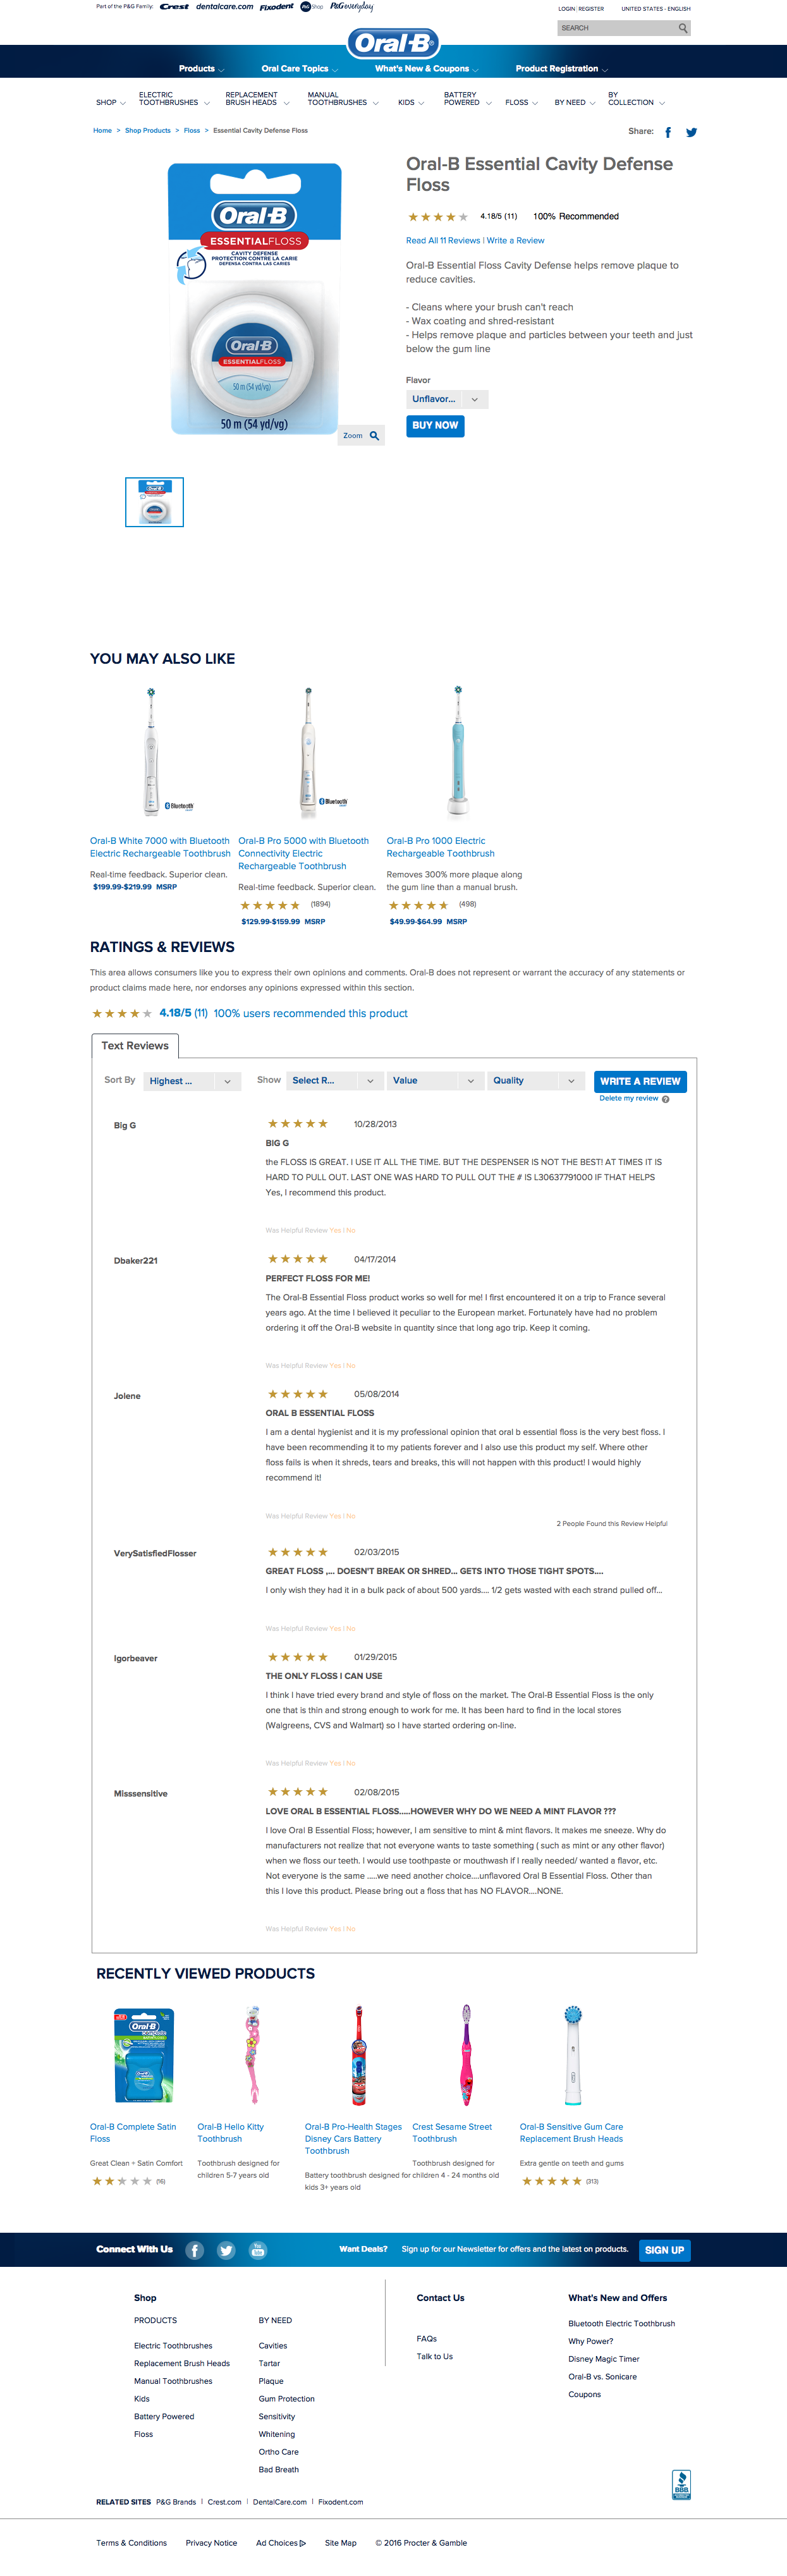 Part of the P&G Family: Crest dentalcare.com Fixodent P&G Shop P&G everyday
LOGIN | REGISTER UNITED STATES - ENGLISH
SEARCH
Oral-B
Products Oral Care Topics What's New & Coupons Product Registration
SHOP ELECTRIC TOOTHBRUSHES REPLACEMENT BRUSH HEADS MANUAL TOOTHBRUSHES KIDS BATTERY POWERED FLOSS BY NEED BY COLLECTION
Home > Shop Products > Floss > Essential Cavity Defense Floss
Share:
Oral-B
ESSENTIALFLOSS
CAVITY DEFENSE
PROTECTION CONTRE LA CARIE
DEFENSA CONTRA LAS CARIES
Oral-B
ESSENTIALFLOSS
50 m (54 yd/vg)
50 m (54 yd/vg)
Zoom
Oral-B Essential Cavity Defense
Floss
4.18/5 (11) 100% Recommended
Read All 11 Reviews | Write a Review
Oral-B Essential Floss Cavity Defense helps remove plaque to
reduce cavities.
- Cleans where your brush can't reach
- Wax coating and shred-resistant
- Helps remove plaque and particles between your teeth and just
below the gum line
Flavor
Unflavor...
BUY NOW
YOU MAY ALSO LIKE
Bluetooth
Bluetooth
Oral-B White 7000 with Bluetooth
Electric Rechargeable Toothbrush
Real-time feedback. Superior clean.
$199.99-$219.99 MSRP
Oral-B Pro 5000 with Bluetooth
Connectivity Electric
Rechargeable Toothbrush
Real-time feedback. Superior clean.
(1894)
$129.99-$159.99 MSRP
Oral-B Pro 1000 Electric
Rechargeable Toothbrush
Removes 300% more plaque along
the gum line than a manual brush.
(498)
$49.99-$64.99 MSRP
RATINGS & REVIEWS
This area allows consumers like you to express their own opinions and comments. Oral-B does not represent or warrant the accuracy of any statements or
product claims made here, nor endorses any opinions expressed within this section.
4.18/5 (11) 100% users recommended this product
Text Reviews
Sort By Highest ... Show Select R... Value Quality WRITE A REVIEW
Delete my review ?
Big G 10/28/2013
BIG G
the FLOSS IS GREAT. I USE IT ALL THE TIME. BUT THE DESPENSER IS NOT THE BEST! AT TIMES IT IS
HARD TO PULL OUT. LAST ONE WAS HARD TO PULL OUT THE # IS L30637791000 IF THAT HELPS
Yes, I recommend this product.
Was Helpful Review Yes | No
Dbaker221 04/17/2014
PERFECT FLOSS FOR ME!
The Oral-B Essential Floss product works so well for me! I first encountered it on a trip to France several
years ago. At the time I believed it peculiar to the European market. Fortunately have had no problem
ordering it off the Oral-B website in quantity since that long ago trip. Keep it coming.
Was Helpful Review Yes | No
Jolene 05/08/2014
ORAL B ESSENTIAL FLOSS
I am a dental hygienist and it is my professional opinion that oral b essential floss is the very best floss. I
have been recommending it to my patients forever and I also use this product my self. Where other
floss fails is when it shreds, tears and breaks, this will not happen with this product! I would highly
recommend it!
Was Helpful Review Yes | No
2 People Found this Review Helpful
VerySatisfiedFlosser 02/03/2015
GREAT FLOSS ,... DOESN'T BREAK OR SHRED... GETS INTO THOSE TIGHT SPOTS....
I only wish they had it in a bulk pack of about 500 yards.... 1/2 gets wasted with each strand pulled off...
Was Helpful Review Yes | No
Igorbeaver 01/29/2015
THE ONLY FLOSS I CAN USE
I think I have tried every brand and style of floss on the market. The Oral-B Essential Floss is the only
one that is thin and strong enough to work for me. It has been hard to find in the local stores
(Walgreens, CVS and Walmart) so I have started ordering on-line.
Was Helpful Review Yes | No
Misssensitive 02/08/2015
LOVE ORAL B ESSENTIAL FLOSS.....HOWEVER WHY DO WE NEED A MINT FLAVOR ???
I love Oral B Essential Floss; however, I am sensitive to mint & mint flavors. It makes me sneeze. Why do
manufacturers not realize that not everyone wants to taste something ( such as mint or any other flavor)
when we floss our teeth. I would use toothpaste or mouthwash if I really needed/ wanted a flavor, etc.
Not everyone is the same .....we need another choice....unflavored Oral B Essential Floss. Other than
this I love this product. Please bring out a floss that has NO FLAVOR....NONE.
Was Helpful Review Yes | No
RECENTLY VIEWED PRODUCTS
Oral-B
Complete
Oral-B Complete Satin
Floss
Great Clean + Satin Comfort
(16)
Oral-B Hello Kitty
Toothbrush
Toothbrush designed for
children 5-7 years old
Oral-B Pro-Health Stages
Disney Cars Battery
Toothbrush
Battery toothbrush designed for
kids 3+ years old
Crest Sesame Street
Toothbrush
Toothbrush designed for
children 4 - 24 months old
Oral-B Sensitive Gum Care
Replacement Brush Heads
Extra gentle on teeth and gums
(313)
Connect With Us You Tube Want Deals? Sign up for our Newsletter for offers and the latest on products. SIGN UP
Shop
PRODUCTS
Electric Toothbrushes
Replacement Brush Heads
Manual Toothbrushes
Kids
Battery Powered
Floss
BY NEED
Cavities
Tartar
Plaque
Gum Protection
Sensitivity
Whitening
Ortho Care
Bad Breath
Contact Us
FAQs
Talk to Us
What's New and Offers
Bluetooth Electric Toothbrush
Why Power?
Disney Magic Timer
Oral-B vs. Sonicare
Coupons
BBB
RELATED SITES P&G Brands | Crest.com | DentalCare.com | Fixodent.com
Terms & Conditions Privacy Notice Ad Choices Site Map © 2016 Procter & Gamble